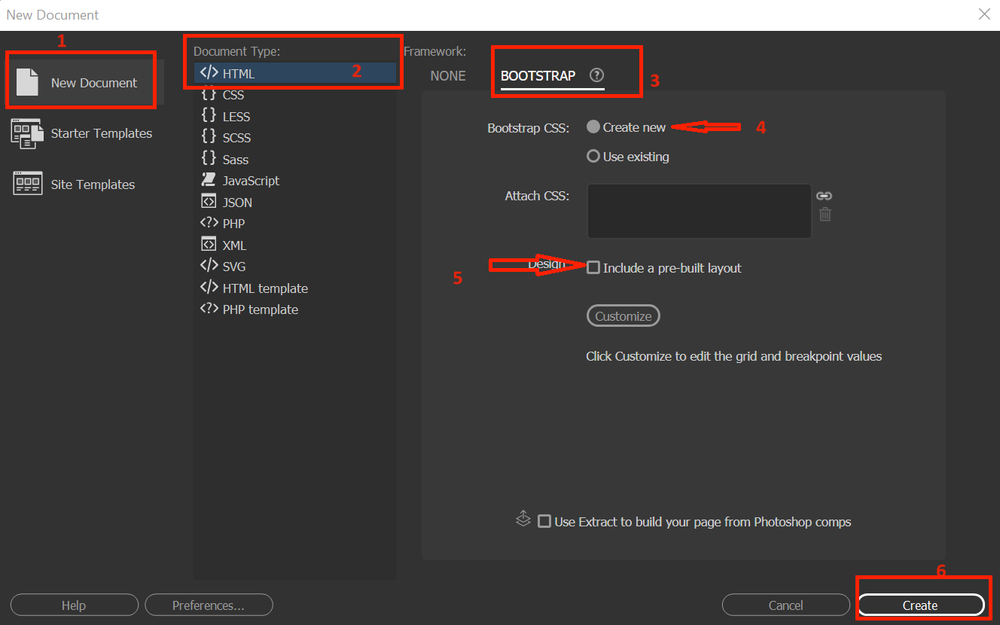 New Document
1
New Document
Starter Templates
Site Templates
Document Type:
</> HTML
2
{} CSS
{} LESS
{} SCSS
{} Sass
JavaScript
JSON
<?> PHP
XML
</> SVG
</> HTML template
<?> PHP template
Framework:
NONE
BOOTSTRAP ?
3
Bootstrap CSS:
Create new
4
Use existing
Attach CSS:
Design
5
Include a pre-built layout
Customize
Click Customize to edit the grid and breakpoint values
Use Extract to build your page from Photoshop comps
6
Help
Preferences...
Cancel
Create